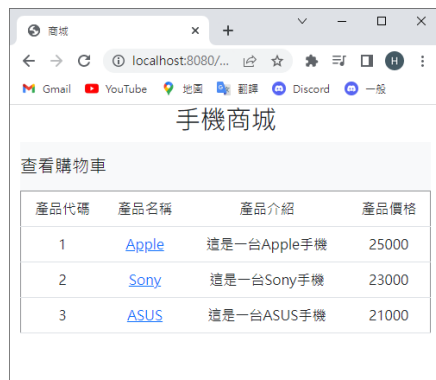 商城
localhost:8080/...
H
Gmail YouTube 地圖 翻譯 Discord 一般
手機商城
查看購物車
產品代碼 產品名稱 產品介紹 產品價格
1 Apple 這是一台Apple手機 25000
2 Sony 這是一台Sony手機 23000
3 ASUS 這是一台ASUS手機 21000